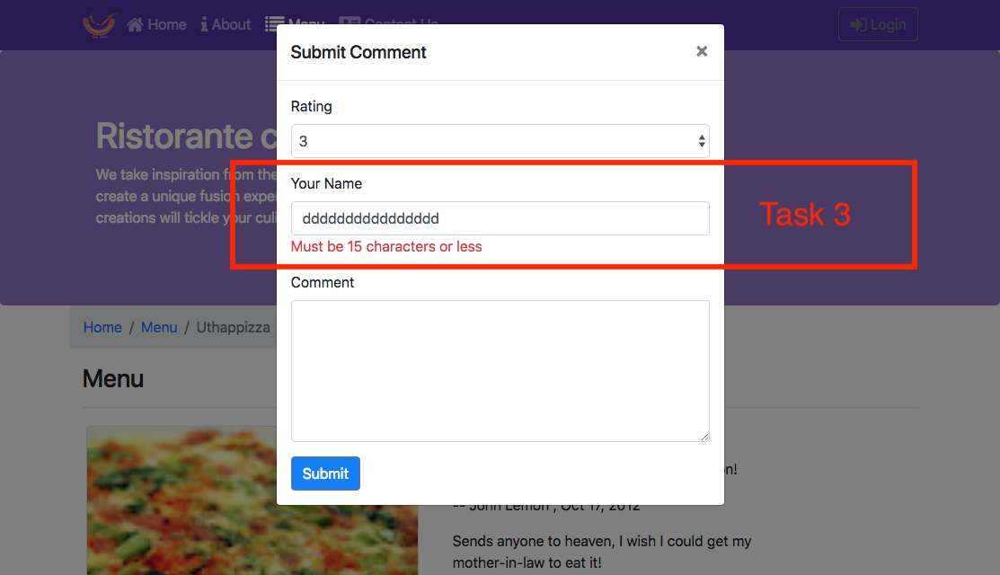 Home About Menu Contact Us Login
Submit Comment ×
Rating
3
Ristorante c
We take inspiration from the
create a unique fusion expe
creations will tickle your culi
Your Name
dddddddddddddddd
Must be 15 characters or less
Task 3
Comment
Home / Menu / Uthappizza
Menu
Submit
on!
-- John Lemon , Oct 17, 2012
Sends anyone to heaven, I wish I could get my
mother-in-law to eat it!